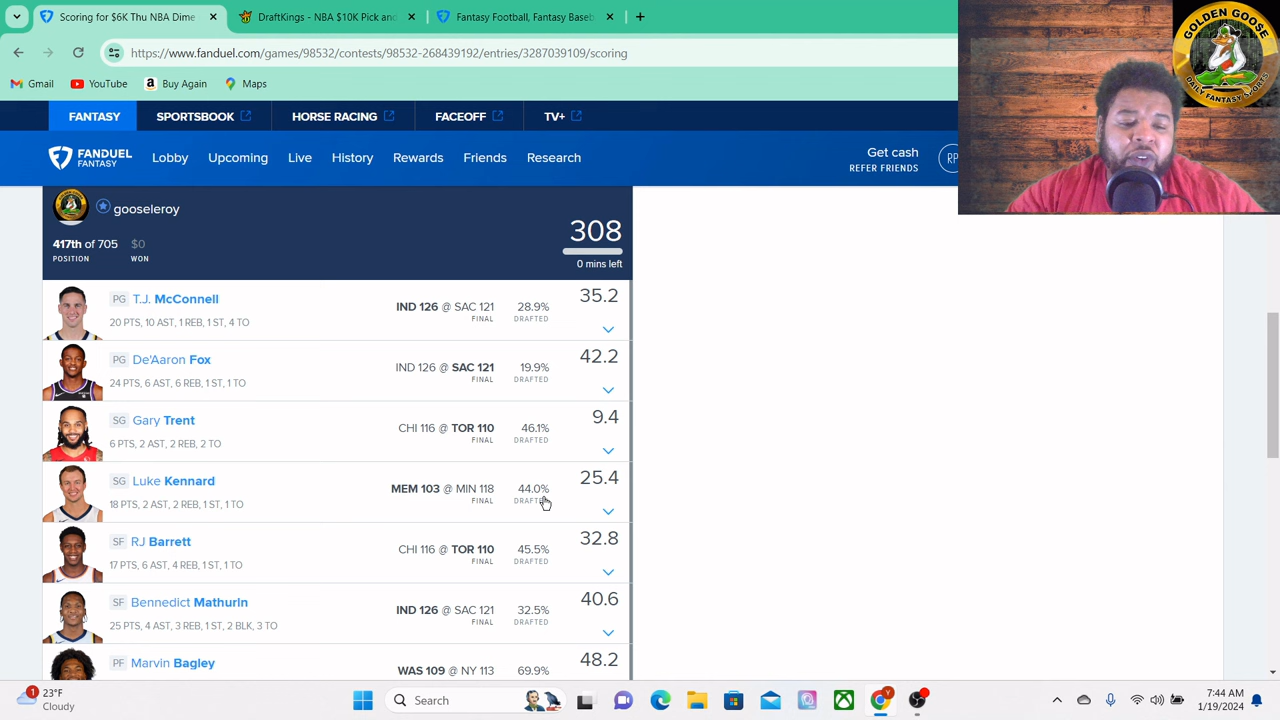 Scoring for $6K Thu NBA Dime
DraftKings - NBA $10K Pick and
Fantasy Football, Fantasy Baseb
https://www.fanduel.com/games/98532/contests/98532-268439192/entries/3287039109/scoring
Gmail YouTube Buy Again Maps
FANTASY SPORTSBOOK HORSE RACING FACEOFF TV+
FANDUEL
FANTASY
Lobby Upcoming Live History Rewards Friends Research
Get cash
REFER FRIENDS
RP
GOLDEN GOO$E
DAILY FANTASY SPORTS
gooseleroy
308
417th of 705 $0
POSITION WON
0 mins left
PG T.J. McConnell
20 PTS, 10 AST, 1 REB, 1 ST, 4 TO
IND 126 @ SAC 121 28.9% 35.2
FINAL DRAFTED
PG De'Aaron Fox
24 PTS, 6 AST, 6 REB, 1 ST, 1 TO
IND 126 @ SAC 121 19.9% 42.2
FINAL DRAFTED
SG Gary Trent
6 PTS, 2 AST, 2 REB, 2 TO
CHI 116 @ TOR 110 46.1% 9.4
FINAL DRAFTED
SG Luke Kennard
18 PTS, 2 AST, 2 REB, 1 ST, 1 TO
MEM 103 @ MIN 118 44.0% 25.4
FINAL DRAFTED
SF RJ Barrett
17 PTS, 6 AST, 4 REB, 1 ST, 1 TO
CHI 116 @ TOR 110 45.5% 32.8
FINAL DRAFTED
SF Bennedict Mathurin
25 PTS, 4 AST, 3 REB, 1 ST, 2 BLK, 3 TO
IND 126 @ SAC 121 32.5% 40.6
FINAL DRAFTED
PF Marvin Bagley
WAS 109 @ NY 113 69.9% 48.2
1
23°F
Cloudy
Search
7:44 AM
1/19/2024